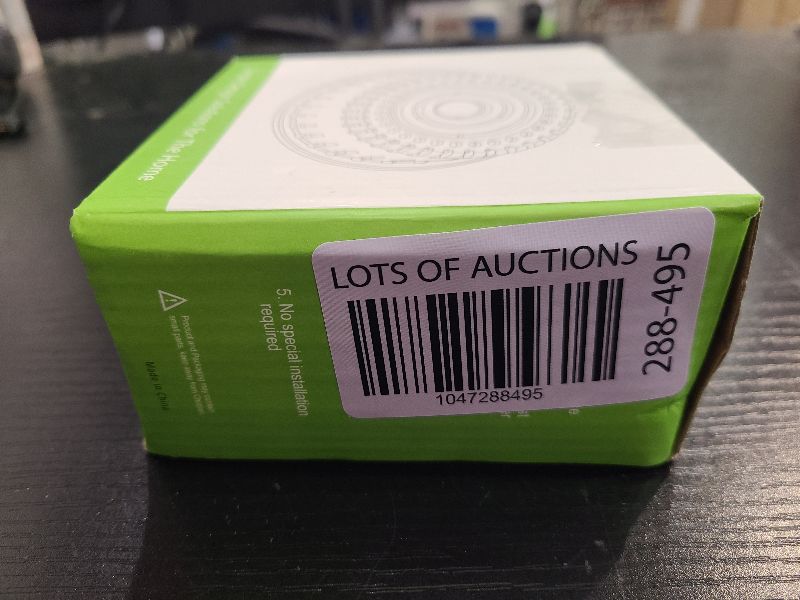 for The Home
LOTS OF AUCTIONS
1047288495
288-495
5. No special installation
required
Made in China